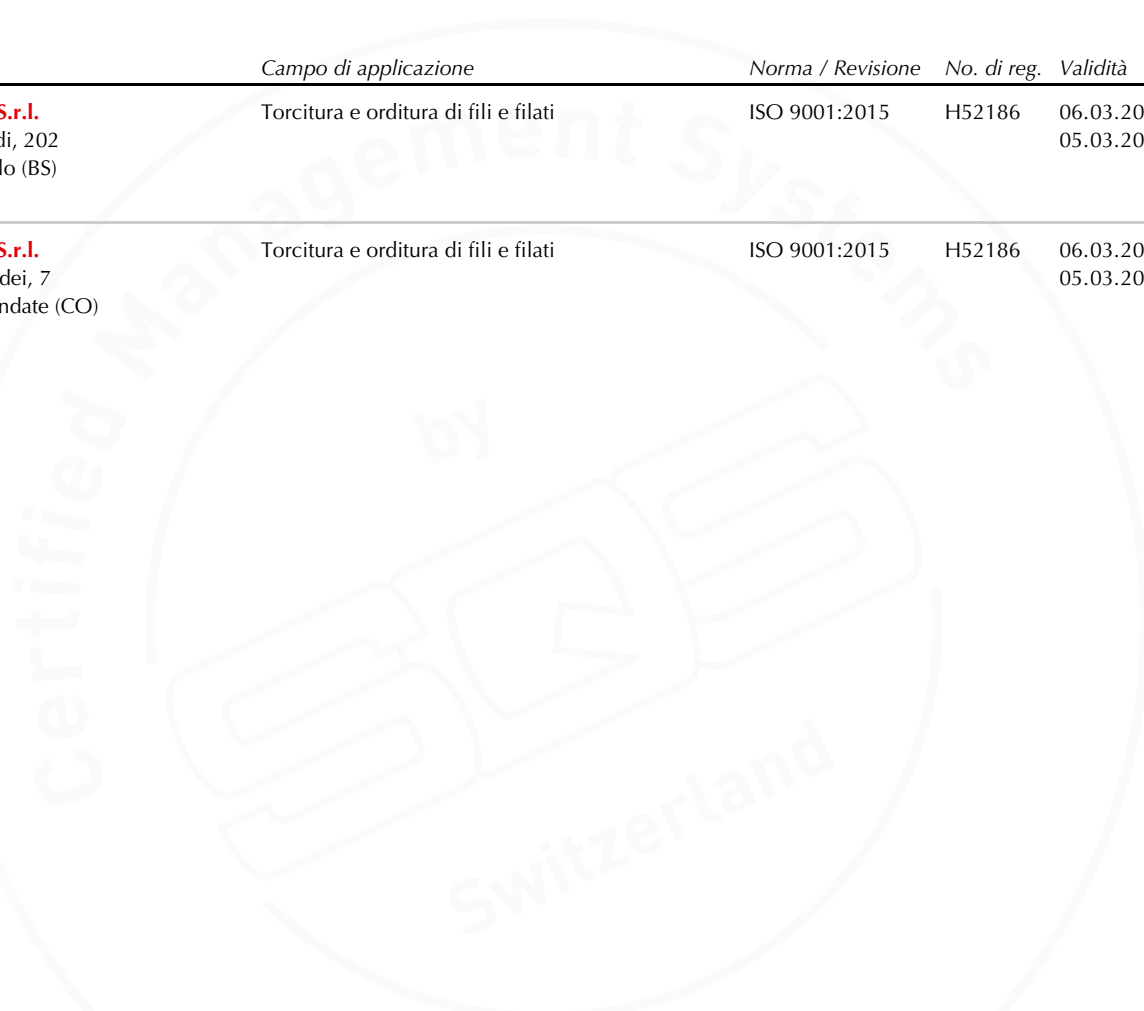 Campo di applicazione Norma / Revisione No. di reg. Validità
S.r.l. Torcitura e orditura di fili e filati ISO 9001:2015 H52186 06.03.20
di, 202 05.03.20
lo (BS)
S.r.l. Torcitura e orditura di fili e filati ISO 9001:2015 H52186 06.03.20
dei, 7 05.03.20
ndate (CO)
Certified Management Systems
by
SQS
Switzerland